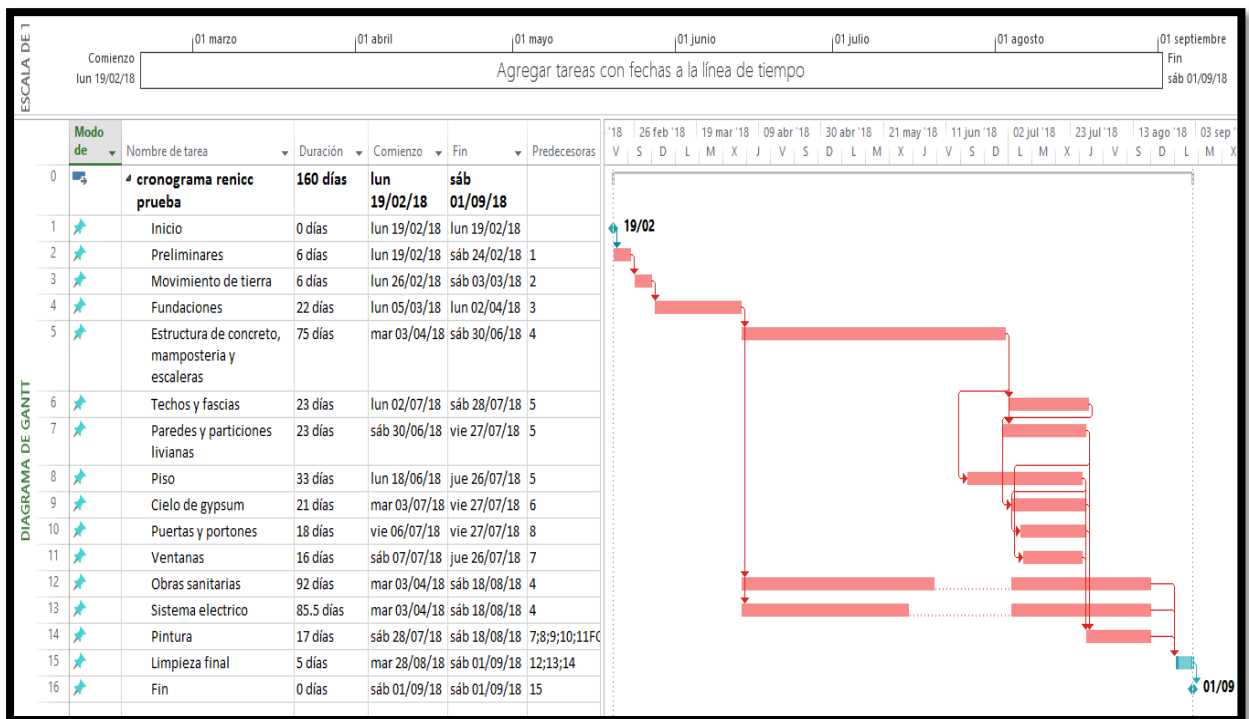 ESCALA DE T
01 marzo 01 abril 01 mayo 01 junio 01 julio 01 agosto 01 septiembre
Comienzo
lun 19/02/18
Agregar tareas con fechas a la línea de tiempo
Fin
sáb 01/09/18
DIAGRAMA DE GANTT
Modo de Nombre de tarea Duración Comienzo Fin Predecesoras
'18 26 feb '18 19 mar '18 09 abr '18 30 abr '18 21 may '18 11 jun '18 02 jul '18 23 jul '18 13 ago '18 03 sep '
V S D L M X J V S D L M X J V S D L M X J V S D L M X
0 cronograma renicc prueba 160 días lun 19/02/18 sáb 01/09/18
1 Inicio 0 días lun 19/02/18 lun 19/02/18
19/02
2 Preliminares 6 días lun 19/02/18 sáb 24/02/18 1
3 Movimiento de tierra 6 días lun 26/02/18 sáb 03/03/18 2
4 Fundaciones 22 días lun 05/03/18 lun 02/04/18 3
5 Estructura de concreto, mamposteria y escaleras 75 días mar 03/04/18 sáb 30/06/18 4
6 Techos y fascias 23 días lun 02/07/18 sáb 28/07/18 5
7 Paredes y particiones livianas 23 días sáb 30/06/18 vie 27/07/18 5
8 Piso 33 días lun 18/06/18 jue 26/07/18 5
9 Cielo de gypsum 21 días mar 03/07/18 vie 27/07/18 6
10 Puertas y portones 18 días vie 06/07/18 vie 27/07/18 8
11 Ventanas 16 días sáb 07/07/18 jue 26/07/18 7
12 Obras sanitarias 92 días mar 03/04/18 sáb 18/08/18 4
13 Sistema electrico 85.5 días mar 03/04/18 sáb 18/08/18 4
14 Pintura 17 días sáb 28/07/18 sáb 18/08/18 7;8;9;10;11FC
15 Limpieza final 5 días mar 28/08/18 sáb 01/09/18 12;13;14
16 Fin 0 días sáb 01/09/18 sáb 01/09/18 15
01/09